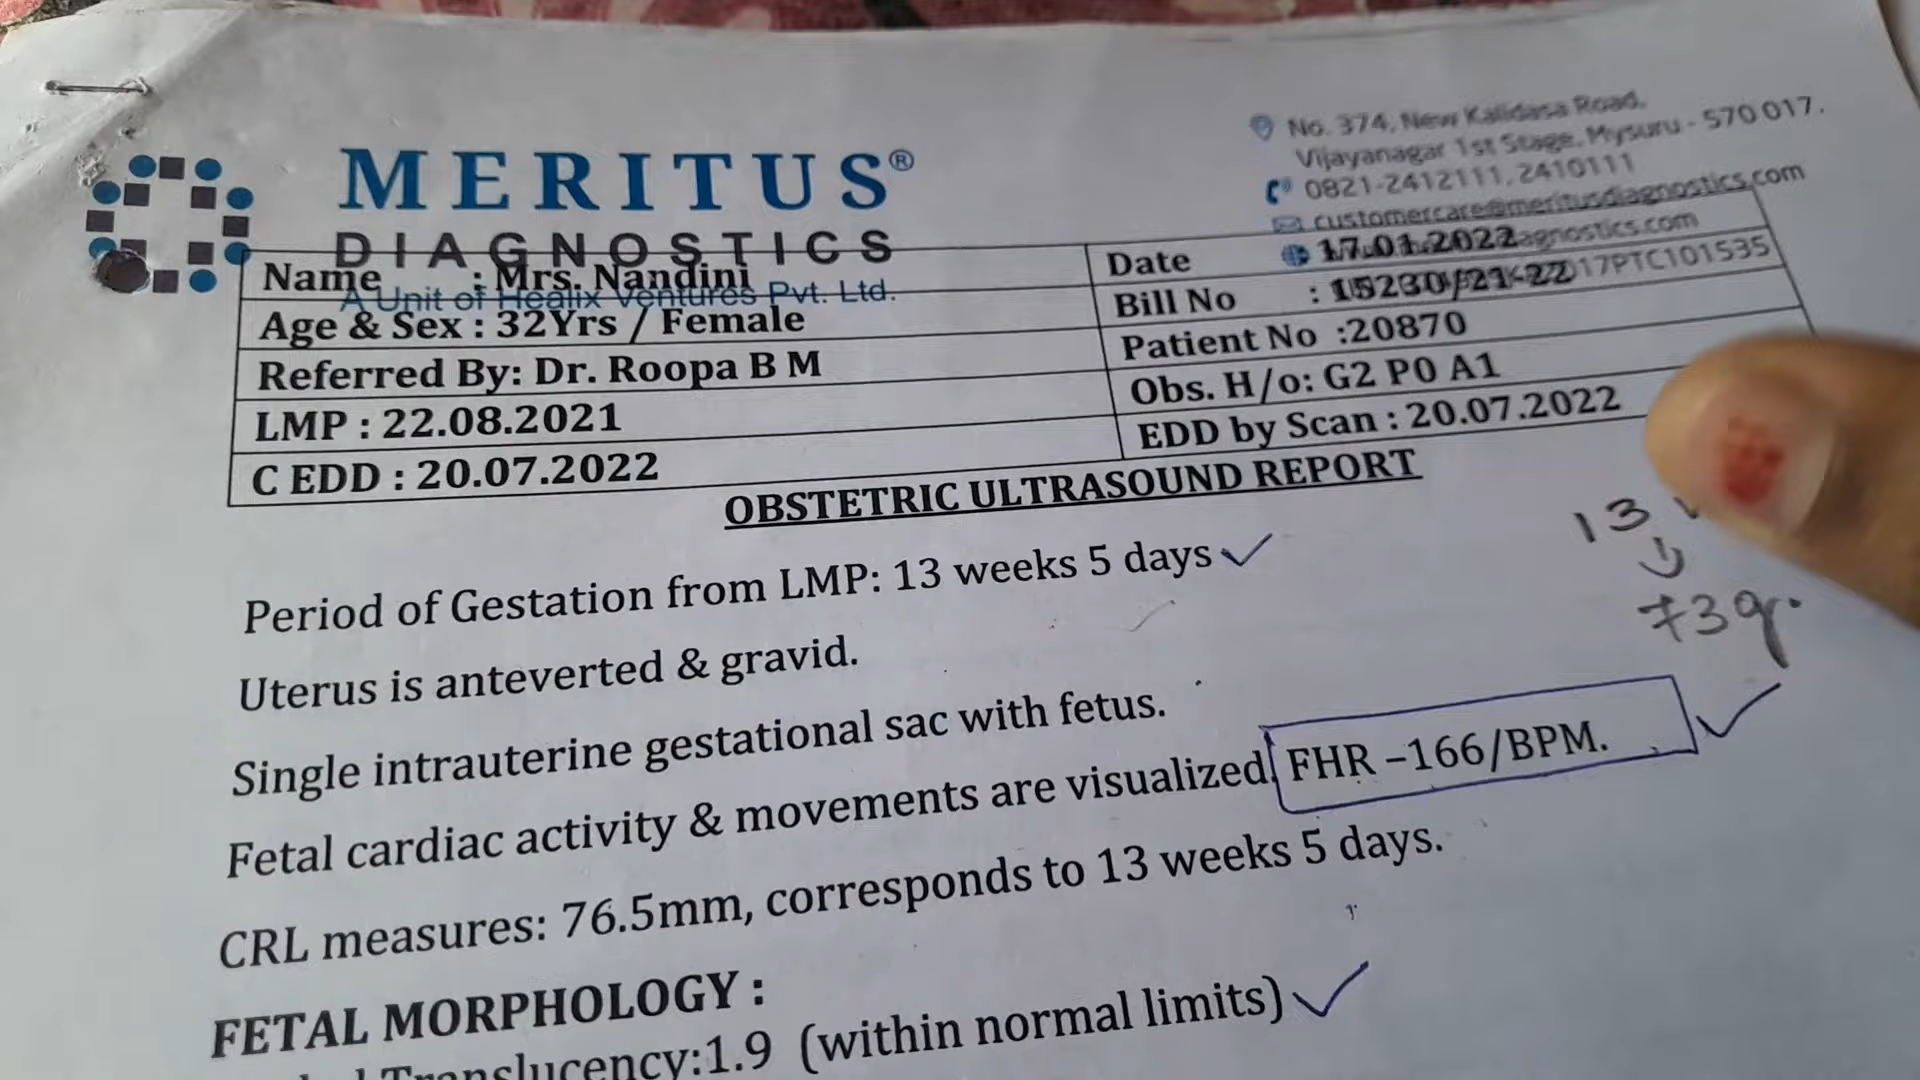 MERITUS®
DIAGNOSTICS
A Unit of Healix Ventures Pvt. Ltd.
No. 374, New Kalidasa Road,
Vijayanagar 1st Stage, Mysuru - 570 017.
0821-2412111, 2410111
customercare@meritusdiagnostics.com
Name : Mrs. Nandini
Age & Sex : 32Yrs / Female
Referred By: Dr. Roopa B M
LMP : 22.08.2021
C EDD : 20.07.2022
Date 17.01.2022
Bill No : 15230/21-22
Patient No :20870
Obs. H/o: G2 P0 A1
EDD by Scan : 20.07.2022
OBSTETRIC ULTRASOUND REPORT
13
73gr.
Period of Gestation from LMP: 13 weeks 5 days
Uterus is anteverted & gravid.
Single intrauterine gestational sac with fetus.
Fetal cardiac activity & movements are visualized. FHR –166/BPM.
CRL measures: 76.5mm, corresponds to 13 weeks 5 days.
FETAL MORPHOLOGY :
Translucency:1.9 (within normal limits)